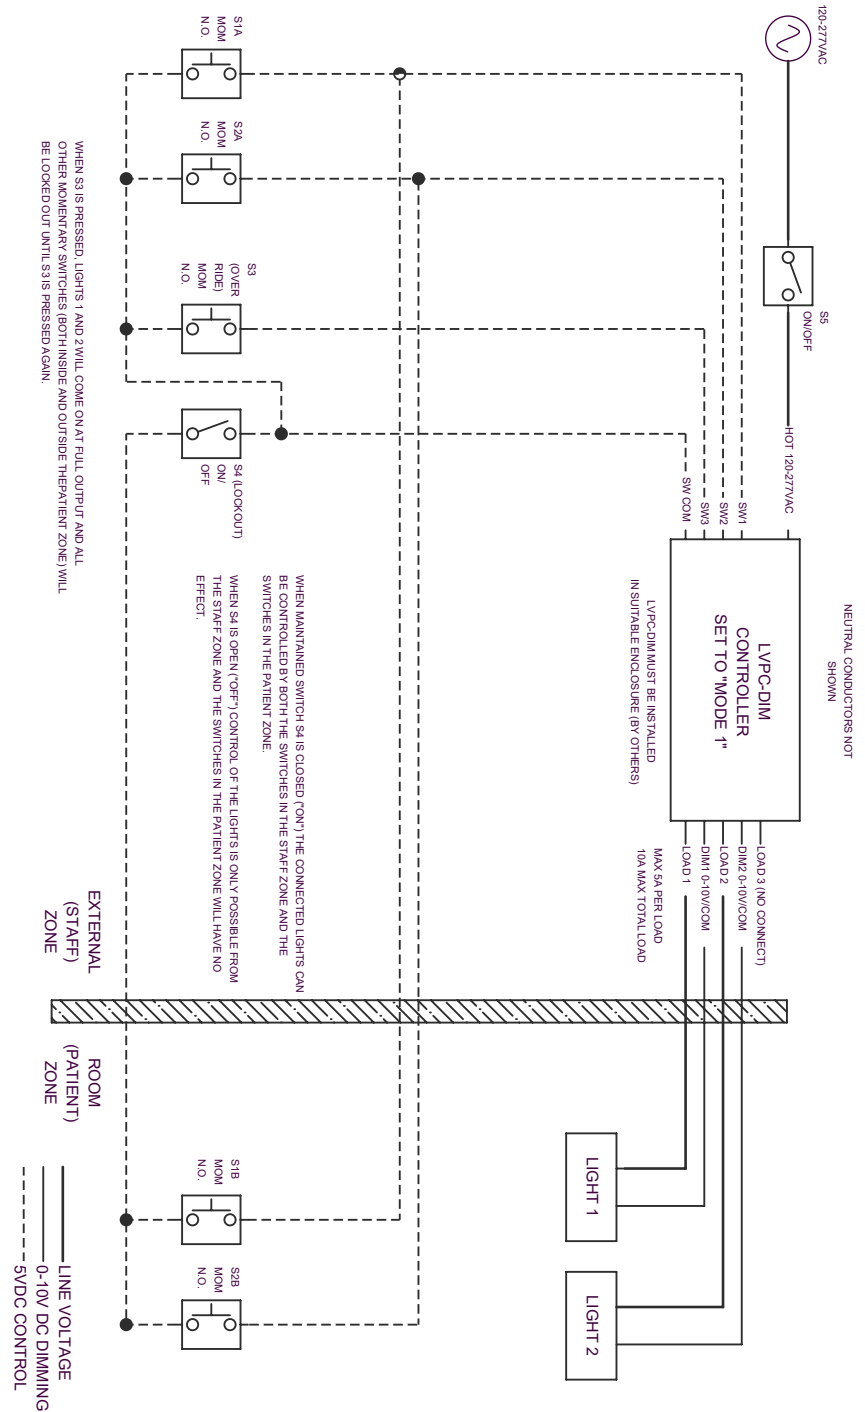 120-277VAC
S5
ON/OFF
HOT 120-277VAC
NEUTRAL CONDUCTORS NOT
SHOWN
SW1
SW2
SW3
SW COM
LVPC-DIM
CONTROLLER
SET TO "MODE 1"
LVPC-DIM MUST BE INSTALLED
IN SUITABLE ENCLOSURE (BY OTHERS)
LOAD 3 (NO CONNECT)
DIM2 0-10V/COM
LOAD 2
DIM1 0-10V/COM
LOAD 1
MAX 5A PER LOAD
10A MAX TOTAL LOAD
LIGHT 1
LIGHT 2
S1A
MOM
N.O.
S2A
MOM
N.O.
S3
(OVER
RIDE)
MOM
N.O.
S4 (LOCKOUT)
ON/
OFF
WHEN MAINTAINED SWITCH S4 IS CLOSED ("ON") THE CONNECTED LIGHTS CAN
BE CONTROLLED BY BOTH THE SWITCHES IN THE STAFF ZONE AND THE
SWITCHES IN THE PATIENT ZONE.
WHEN S4 IS OPEN ("OFF") CONTROL OF THE LIGHTS IS ONLY POSSIBLE FROM
THE STAFF ZONE AND THE SWITCHES IN THE PATIENT ZONE WILL HAVE NO
EFFECT.
WHEN S3 IS PRESSED, LIGHTS 1 AND 2 WILL COME ON AT FULL OUTPUT AND ALL
OTHER MOMENTARY SWITCHES (BOTH INSIDE AND OUTSIDE THEPATIENT ZONE) WILL
BE LOCKED OUT UNTIL S3 IS PRESSED AGAIN.
EXTERNAL
(STAFF)
ZONE
ROOM
(PATIENT)
ZONE
S1B
MOM
N.O.
S2B
MOM
N.O.
LINE VOLTAGE
0-10V DC DIMMING
5VDC CONTROL